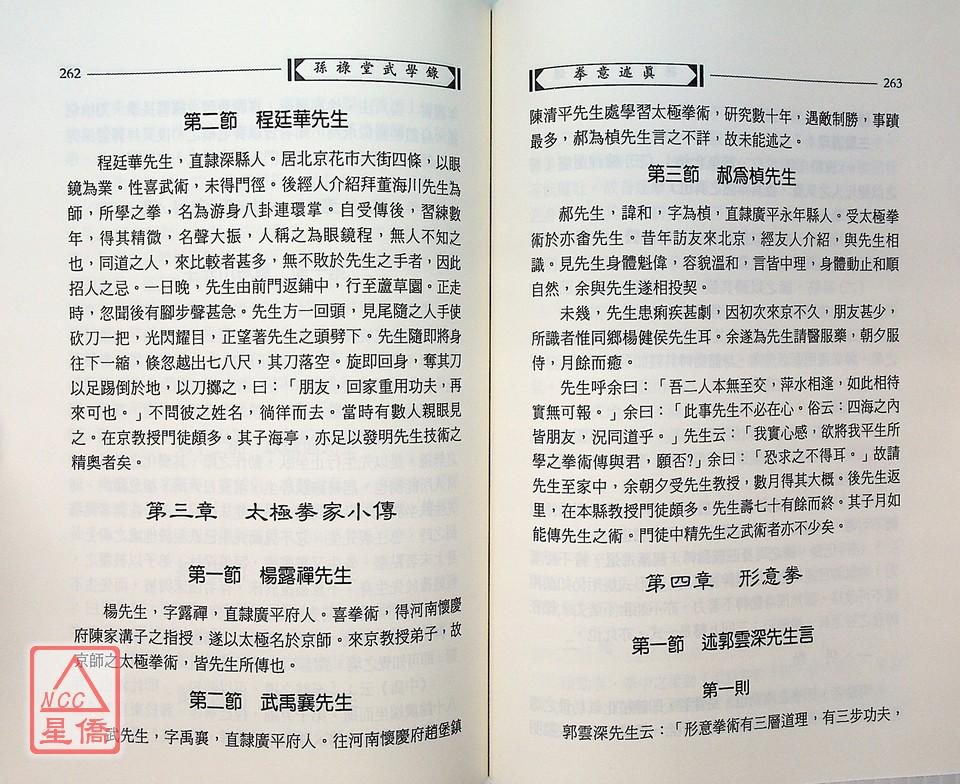 262
孫祿堂武學錄
第二節 程廷華先生
程廷華先生，直隸深縣人。居北京花市大街四條，以眼
鏡為業。性喜武術，未得門徑。後經人介紹拜董海川先生為
師，所學之拳，名為游身八卦連環掌。自受傳後，習練數
年，得其精微，名聲大振，人稱之為眼鏡程，無人不知之
也，同道之人，來比較者甚多，無不敗於先生之手者，因此
招人之忌。一日晚，先生由前門返鋪中，行至蘆草園。正走
時，忽聞後有腳步聲甚急。先生方一回頭，見尾隨之人手使
砍刀一把，光閃耀目，正望著先生之頭劈下。先生隨即將身
往下一縮，倏忽越出七八尺，其刀落空。旋即回身，奪其刀
以足踢倒於地，以刀擲之，曰：「朋友，回家重用功夫，再
來可也。」不問彼之姓名，徜徉而去。當時有數人親眼見
之。在京教授門徒頗多。其子海亭，亦足以發明先生技術之
精奧者矣。
第三章 太極拳家小傳
第一節 楊露禪先生
楊先生，字露禪，直隸廣平府人。喜拳術，得河南懷慶
府陳家溝子之指授，遂以太極名於京師。來京教授弟子，故
京師之太極拳術，皆先生所傳也。
第二節 武禹襄先生
武先生，字禹襄，直隸廣平府人。往河南懷慶府趙堡鎮
NCC
星僑
拳意述真
263
陳清平先生處學習太極拳術，研究數十年，遇敵制勝，事蹟
最多，郝為楨先生言之不詳，故未能述之。
第三節 郝為楨先生
郝先生，諱和，字為楨，直隸廣平永年縣人。受太極拳
術於亦畬先生。昔年訪友來北京，經友人介紹，與先生相
識。見先生身體魁偉，容貌溫和，言皆中理，身體動止和順
自然，余與先生遂相投契。
未幾，先生患痢疾甚劇，因初次來京不久，朋友甚少，
所識者惟同鄉楊健侯先生耳。余遂為先生請醫服藥，朝夕服
侍，月餘而癒。
先生呼余曰：「吾二人本無至交，萍水相逢，如此相待
實無可報。」余曰：「此事先生不必在心。俗云：四海之內
皆朋友，況同道乎。」先生云：「我實心感，欲將我平生所
學之拳術傳與君，願否?」余曰：「恐求之不得耳。」故請
先生至家中，余朝夕受先生教授，數月得其大概。後先生返
里，在本縣教授門徒頗多。先生壽七十有餘而終。其子月如
能傳先生之術。門徒中精先生之武術者亦不少矣。
第四章 形意拳
第一節 述郭雲深先生言
第一則
郭雲深先生云：「形意拳術有三層道理，有三步功夫，